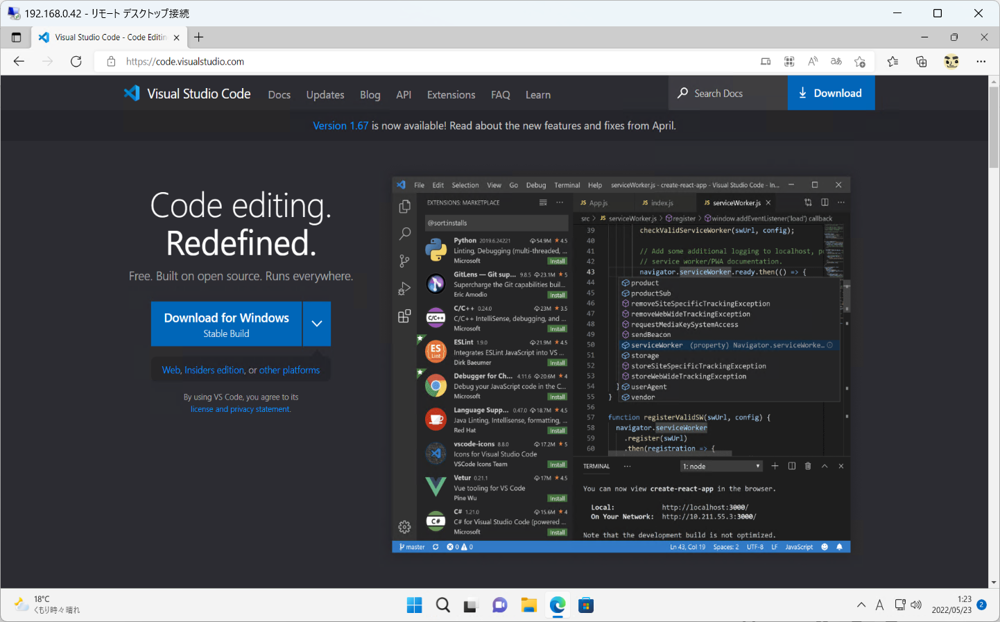 192.168.0.42 - リモート デスクトップ接続
Visual Studio Code - Code Editin
https://code.visualstudio.com
Visual Studio Code
Docs
Updates
Blog
API
Extensions
FAQ
Learn
Search Docs
Download
Version 1.67 is now available! Read about the new features and fixes from April.
Code editing.
Redefined.
Free. Built on open source. Runs everywhere.
Download for Windows
Stable Build
Web, Insiders edition, or other platforms
By using VS Code, you agree to its
license and privacy statement.
File Edit Selection View Go Debug Terminal Help serviceWorker.js - create-react-app - Visual Studio Code - In...
EXTENSIONS: MARKETPLACE
@sort:installs
Python 2019.6.24221 54.9M ★ 4.5
Linting, Debugging (multi-threaded, ...
Microsoft Install
GitLens — Git sup... 9.8.5 23.1M ★ 5
Supercharge the Git capabilities buil...
Eric Amodio Install
C/C++ 0.24.0 23M ★ 3.5
C/C++ IntelliSense, debugging, and ...
Microsoft Install
ESLint 1.9.0 21.9M ★ 4.5
Integrates ESLint JavaScript into VS ...
Dirk Baeumer Install
Debugger for Ch... 4.11.6 20.6M ★ 4
Debug your JavaScript code in the C...
Microsoft Install
Language Supp... 0.47.0 18.7M ★ 4.5
Java Linting, Intellisense, formatting, ...
Red Hat Install
vscode-icons 8.8.0 17.2M ★ 5
Icons for Visual Studio Code
VSCode Icons Team Install
Vetur 0.21.1 17M ★ 4.5
Vue tooling for VS Code
Pine Wu Install
C# 1.21.0 15.6M ★ 4
C# for Visual Studio Code (powered ...
Microsoft Install
JS App.js
JS index.js
JS serviceWorker.js
src > JS serviceWorker.js > register > window.addEventListener('load') callback
39 checkValidServiceWorker(swUrl, config);
40
41 // Add some additional logging to localhost, p
42 // service worker/PWA documentation.
43 navigator.serviceWorker.ready.then(() => {
44 product
45 productSub
46 removeSiteSpecificTrackingException
47 removeWebWideTrackingException
48 requestMediaKeySystemAccess
49 sendBeacon
50 serviceWorker (property) Navigator.serviceWorke...
51 storage
52 storeSiteSpecificTrackingException
53 storeWebWideTrackingException
54 } userAgent
55 } vendor
56
57 function registerValidSW(swUrl, config) {
58 navigator.serviceWorker
59 .register(swUrl)
60 .then(registration => {
TERMINAL ... 1: node
You can now view create-react-app in the browser.
Local: http://localhost:3000/
On Your Network: http://10.211.55.3:3000/
Note that the development build is not optimized.
master 0 0 Ln 43, Col 19 Spaces: 2 UTF-8 LF JavaScript
18°C
くもり時々晴れ
A
1:23
2022/05/23
2